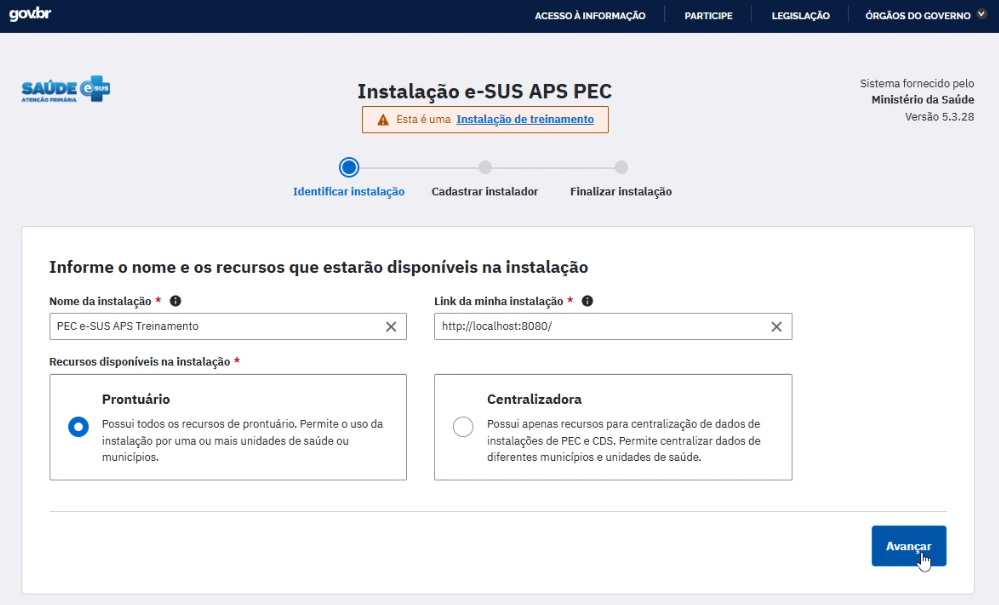 gov.br
ACESSO À INFORMAÇÃO
PARTICIPE
LEGISLAÇÃO
ÓRGÃOS DO GOVERNO
SAÚDE e SUS
ATENÇÃO PRIMÁRIA
Instalação e-SUS APS PEC
Esta é uma Instalação de treinamento
Sistema fornecido pelo
Ministério da Saúde
Versão 5.3.28
Identificar instalação
Cadastrar instalador
Finalizar instalação
Informe o nome e os recursos que estarão disponíveis na instalação
Nome da instalação *
Link da minha instalação *
PEC e-SUS APS Treinamento
http://localhost:8080/
Recursos disponíveis na instalação *
Prontuário
Possui todos os recursos de prontuário. Permite o uso da
instalação por uma ou mais unidades de saúde ou
municípios.
Centralizadora
Possui apenas recursos para centralização de dados de
instalações de PEC e CDS. Permite centralizar dados de
diferentes municípios e unidades de saúde.
Avançar